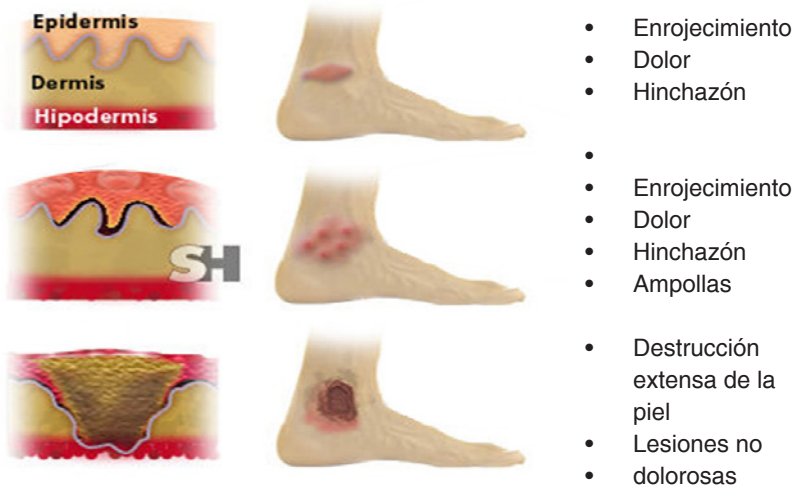 Epidermis
Dermis
Hipodermis
• Enrojecimiento
• Dolor
• Hinchazón
•
• Enrojecimiento
• Dolor
• Hinchazón
• Ampollas
SH
• Destrucción
extensa de la
piel
• Lesiones no
• dolorosas